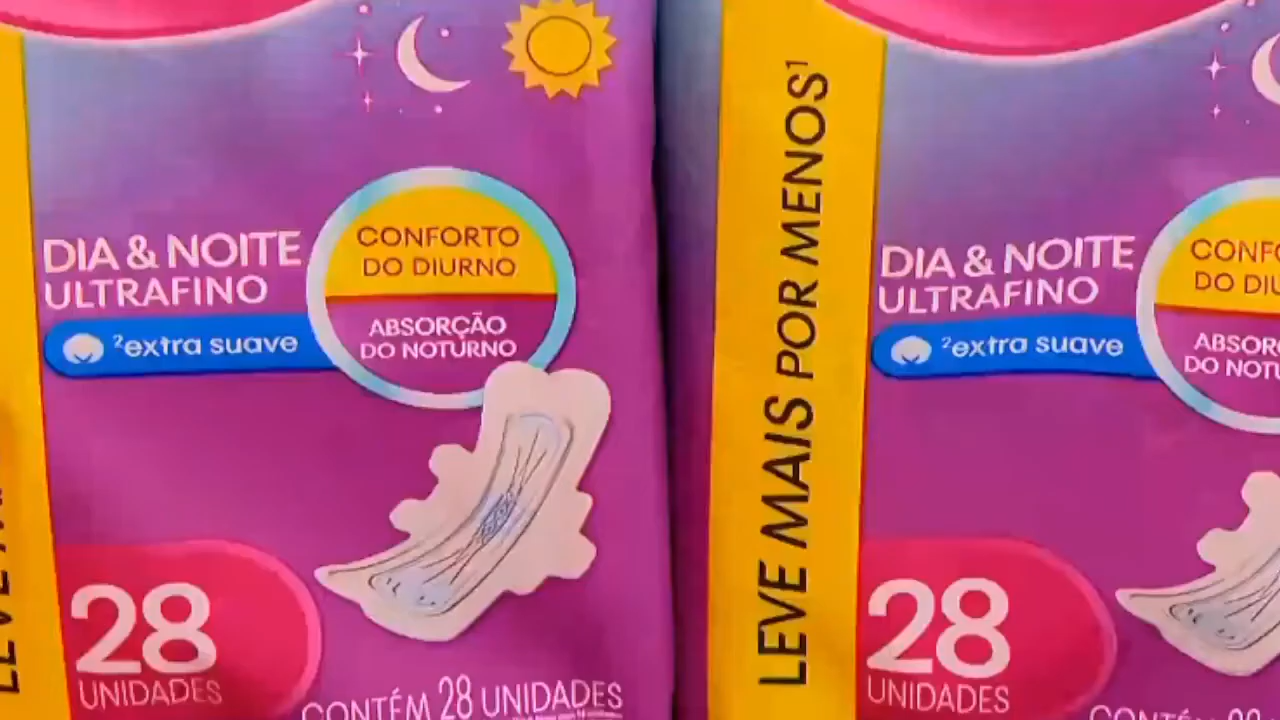 DIA & NOITE
ULTRAFINO
²extra suave
CONFORTO
DO DIURNO
ABSORÇÃO
DO NOTURNO
28
UNIDADES
CONTÉM 28 UNIDADES
LEVE MAIS POR MENOS¹
DIA & NOITE
ULTRAFINO
²extra suave
28
UNIDADES